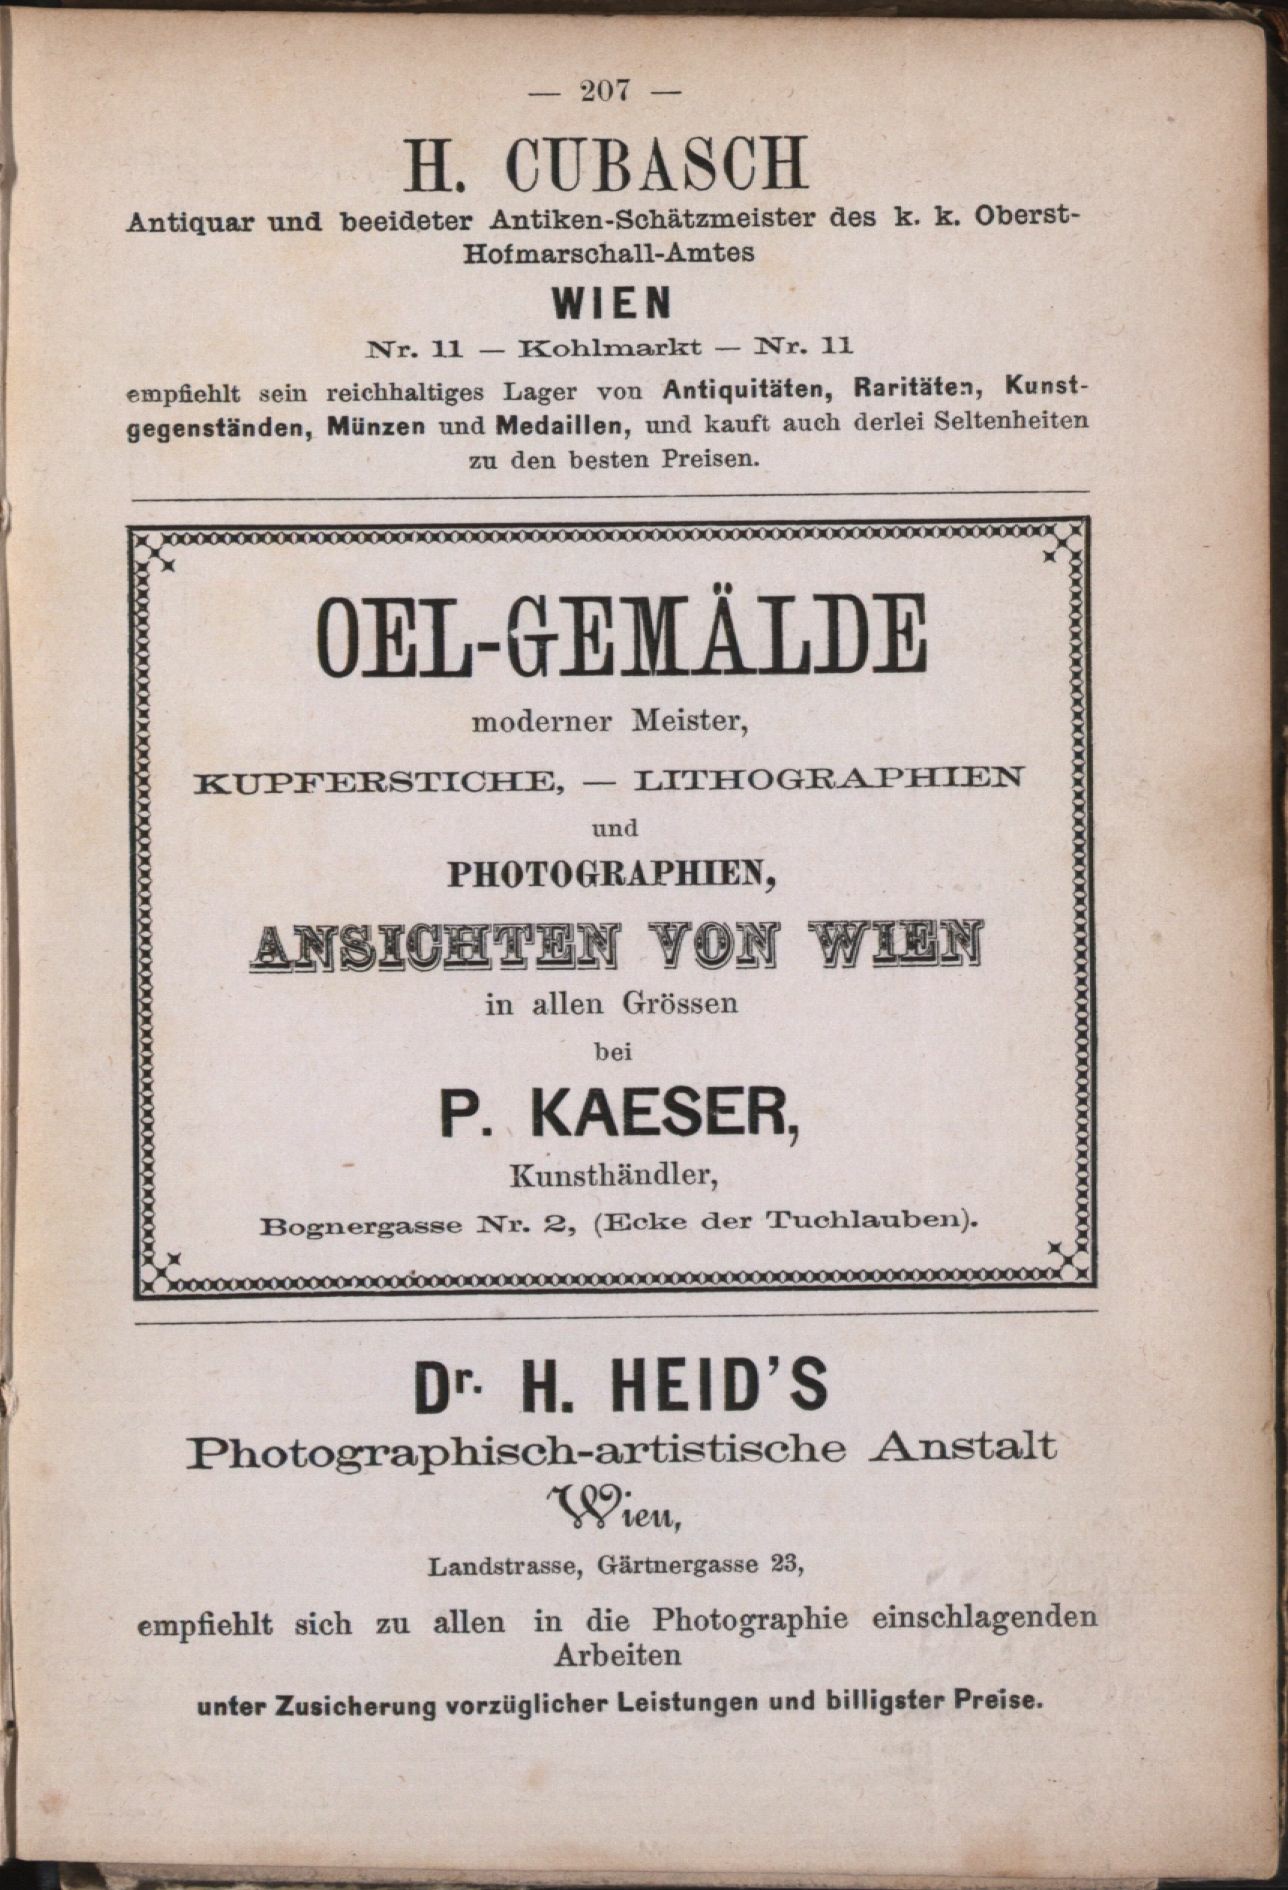 — 207 —
H. CUBASCH
Antiquar und beeideter Antiken-Schätzmeister des k. k. Oberst-
Hofmarschall-Amtes
WIEN
Nr. 11 — Kohlmarkt — Nr. 11
empfiehlt sein reichhaltiges Lager von Antiquitäten, Raritäten, Kunst-
gegenständen, Münzen und Medaillen, und kauft auch derlei Seltenheiten
zu den besten Preisen.
OEL-GEMÄLDE
moderner Meister,
KUPFERSTICHE, — LITHOGRAPHIEN
und
PHOTOGRAPHIEN,
ANSICHTEN VON WIEN
in allen Grössen
bei
P. KAESER,
Kunsthändler,
Bognergasse Nr. 2, (Ecke der Tuchlauben).
Dr. H. HEID'S
Photographisch-artistische Anstalt
Wien,
Landstrasse, Gärtnergasse 23,
empfiehlt sich zu allen in die Photographie einschlagenden
Arbeiten
unter Zusicherung vorzüglicher Leistungen und billigster Preise.